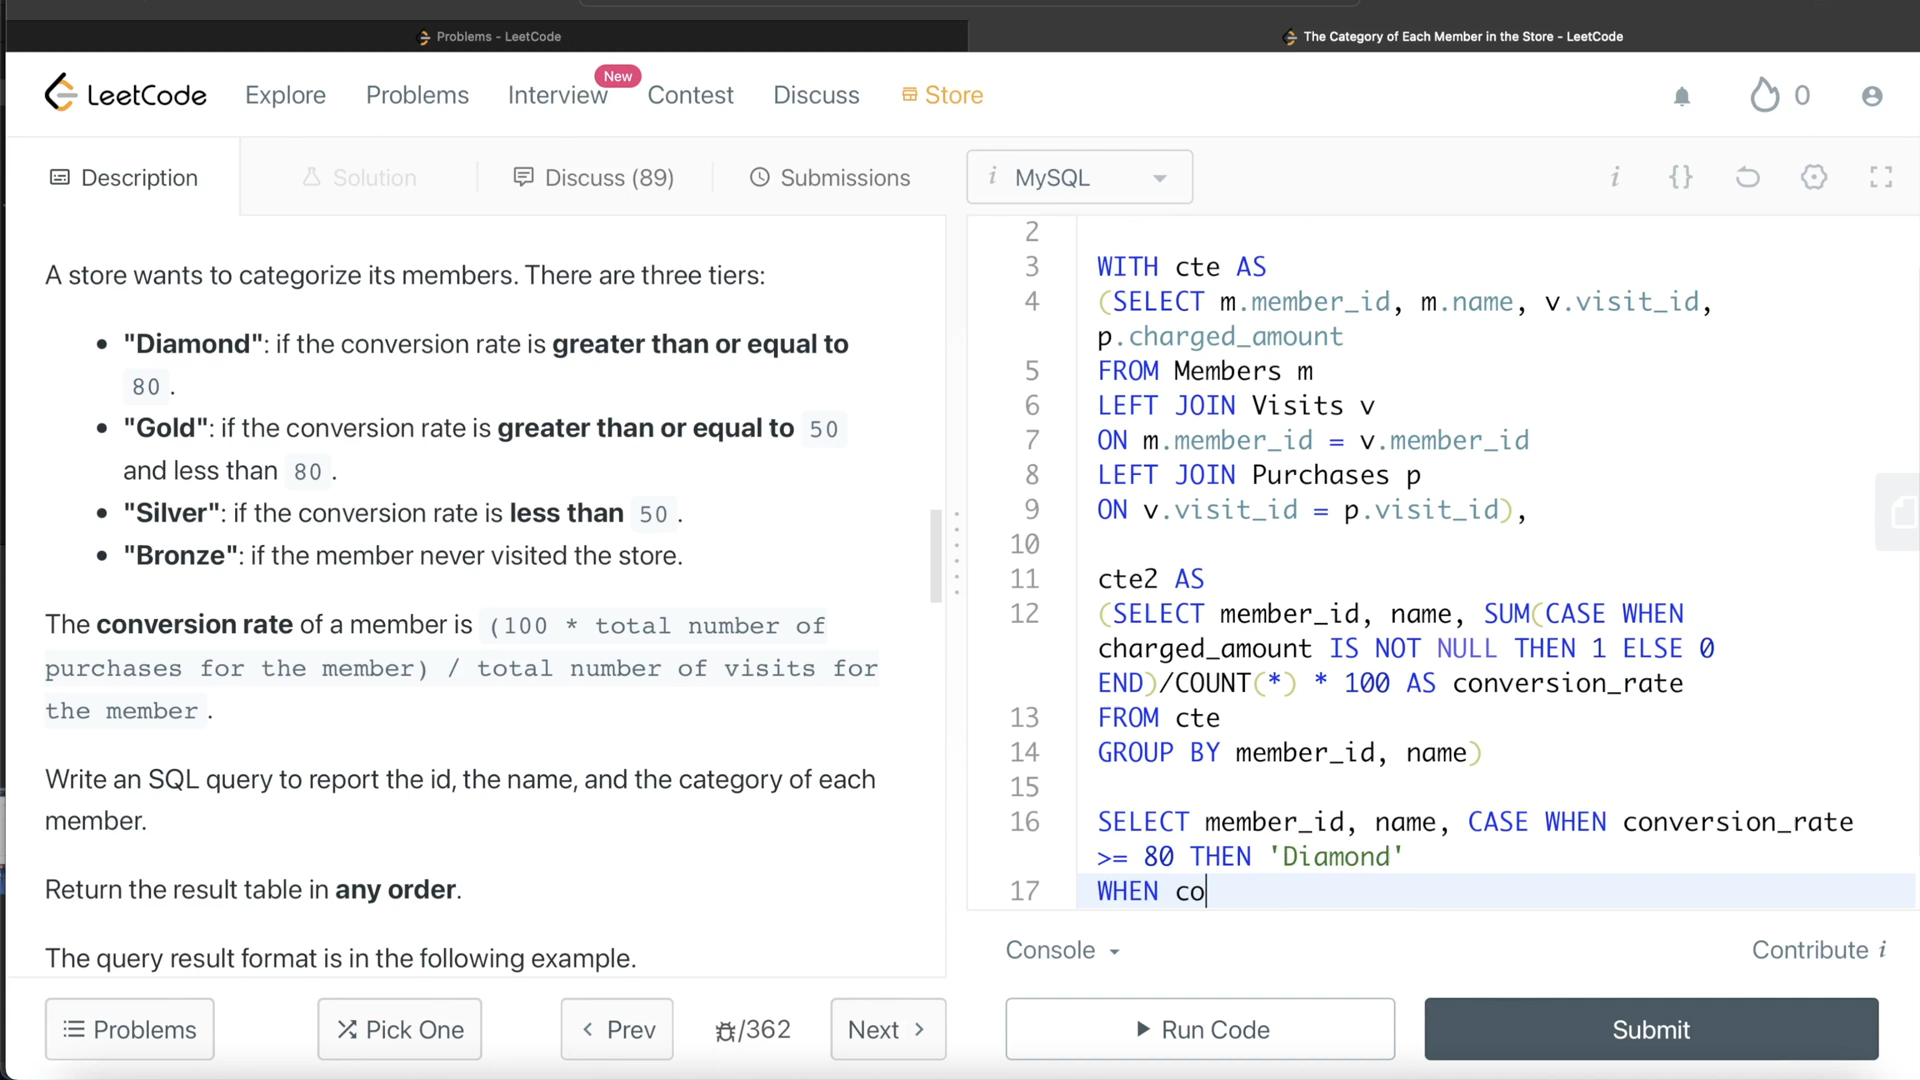 Problems - LeetCode
The Category of Each Member in the Store - LeetCode
LeetCode
Explore
Problems
Interview
New
Contest
Discuss
Store
0
Description
Solution
Discuss (89)
Submissions
i MySQL
i {}
A store wants to categorize its members. There are three tiers:
• "Diamond": if the conversion rate is greater than or equal to
80 .
• "Gold": if the conversion rate is greater than or equal to 50
and less than 80 .
• "Silver": if the conversion rate is less than 50 .
• "Bronze": if the member never visited the store.
The conversion rate of a member is (100 * total number of
purchases for the member) / total number of visits for
the member .
Write an SQL query to report the id, the name, and the category of each
member.
Return the result table in any order.
The query result format is in the following example.
2
3 WITH cte AS
4 (SELECT m.member_id, m.name, v.visit_id,
p.charged_amount
5 FROM Members m
6 LEFT JOIN Visits v
7 ON m.member_id = v.member_id
8 LEFT JOIN Purchases p
9 ON v.visit_id = p.visit_id),
10
11 cte2 AS
12 (SELECT member_id, name, SUM(CASE WHEN
charged_amount IS NOT NULL THEN 1 ELSE 0
END)/COUNT(*) * 100 AS conversion_rate
13 FROM cte
14 GROUP BY member_id, name)
15
16 SELECT member_id, name, CASE WHEN conversion_rate
>= 80 THEN 'Diamond'
17 WHEN co
Console
Contribute i
Problems
Pick One
Prev
/362
Next
Run Code
Submit